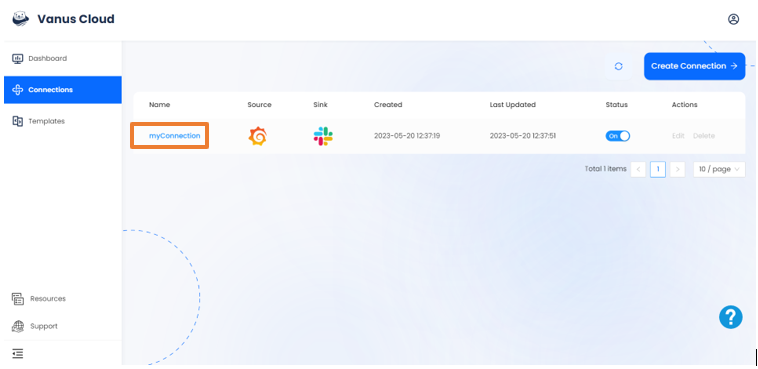 Vanus Cloud
Dashboard
Connections
Templates
Create Connection →
Name Source Sink Created Last Updated Status Actions
myConnection 2023-05-20 12:37:19 2023-05-20 12:37:51 On Edit Delete
Total 1 items < 1 > 10 / page
Resources
Support
?